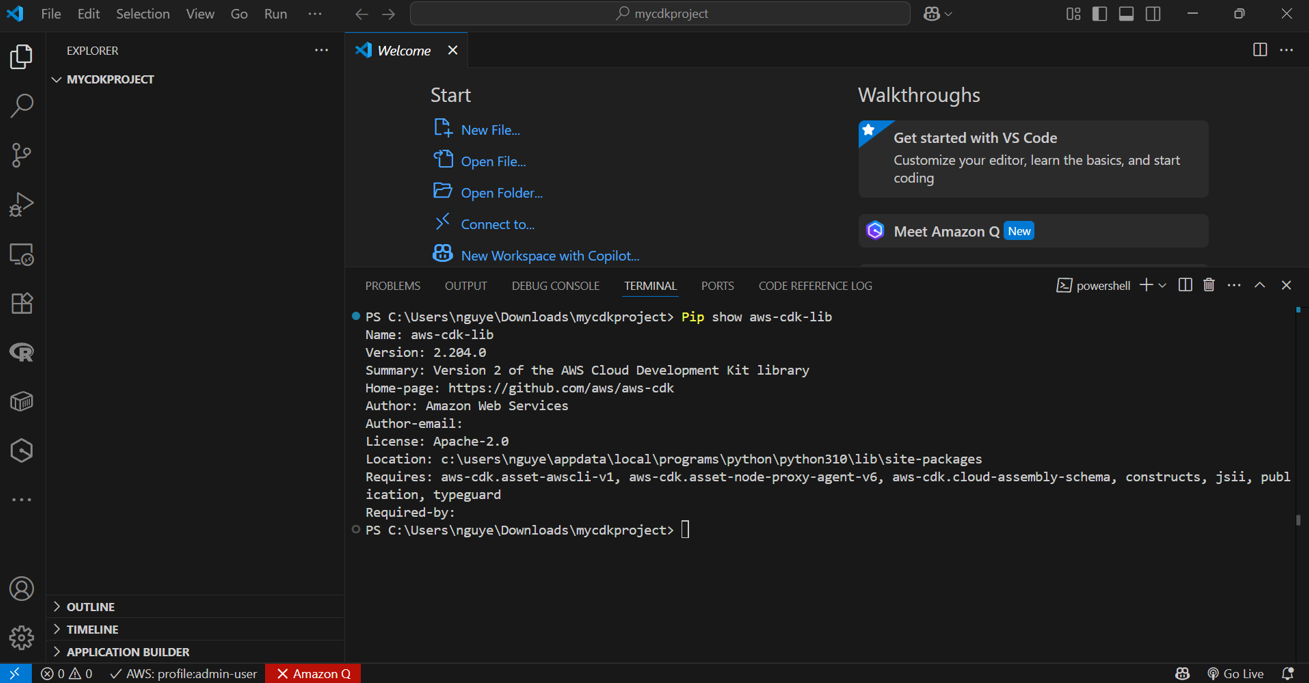 File Edit Selection View Go Run ···
mycdkproject
EXPLORER
MYCDKPROJECT
OUTLINE
TIMELINE
APPLICATION BUILDER
Welcome
Start
New File...
Open File...
Open Folder...
Connect to...
New Workspace with Copilot...
Walkthroughs
Get started with VS Code
Customize your editor, learn the basics, and start
coding
Meet Amazon Q New
PROBLEMS OUTPUT DEBUG CONSOLE TERMINAL PORTS CODE REFERENCE LOG
powershell
PS C:\Users\nguye\Downloads\mycdkproject> Pip show aws-cdk-lib
Name: aws-cdk-lib
Version: 2.204.0
Summary: Version 2 of the AWS Cloud Development Kit library
Home-page: https://github.com/aws/aws-cdk
Author: Amazon Web Services
Author-email:
License: Apache-2.0
Location: c:\users\nguye\appdata\local\programs\python\python310\lib\site-packages
Requires: aws-cdk.asset-awscli-v1, aws-cdk.asset-node-proxy-agent-v6, aws-cdk.cloud-assembly-schema, constructs, jsii, publ
ication, typeguard
Required-by:
PS C:\Users\nguye\Downloads\mycdkproject>
0 0 AWS: profile:admin-user Amazon Q
Go Live